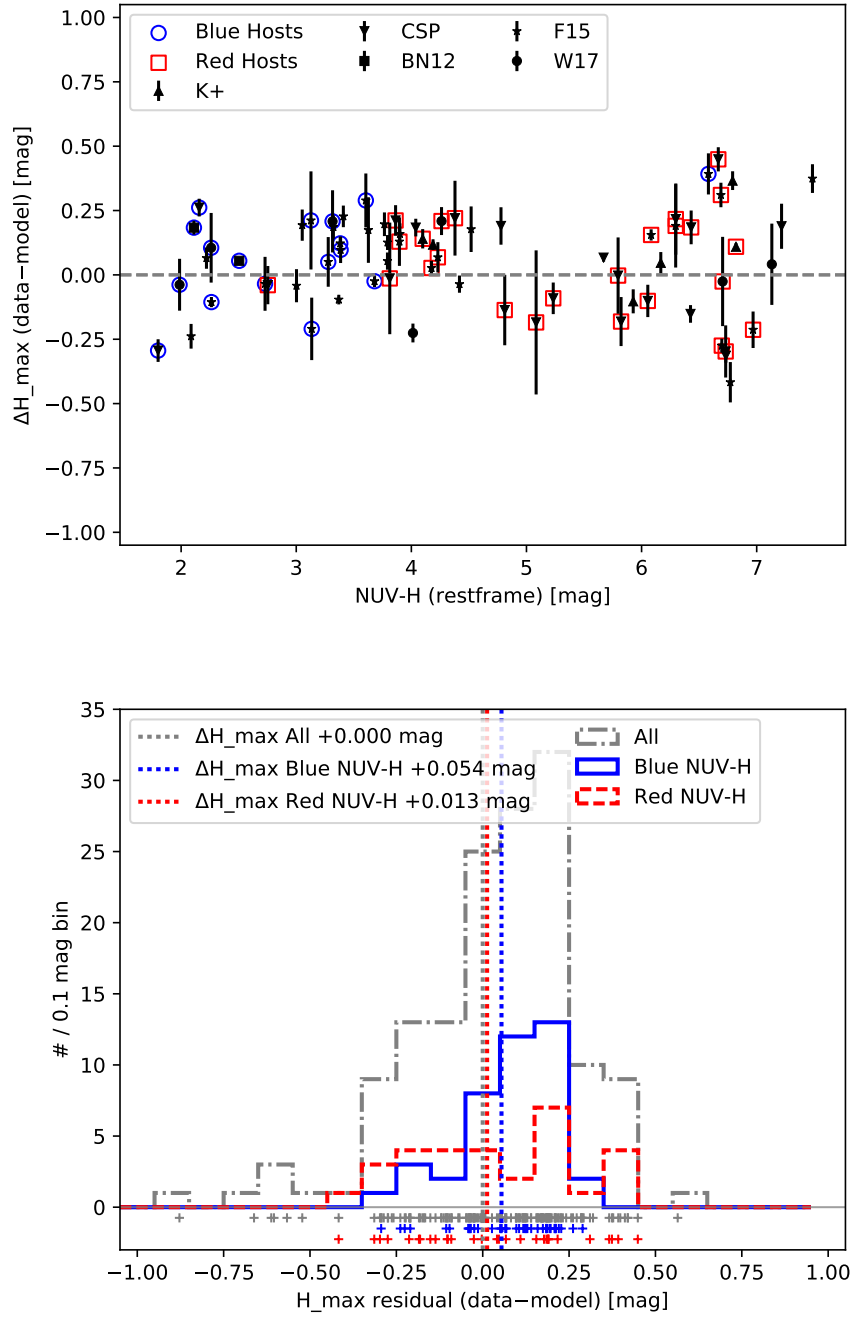 1.00
0.75
0.50
0.25
0.00
−0.25
−0.50
−0.75
−1.00
ΔH_max (data−model) [mag]
Blue Hosts
Red Hosts
K+
CSP
BN12
F15
W17
2 3 4 5 6 7
NUV-H (restframe) [mag]
35
30
25
20
15
10
5
0
# / 0.1 mag bin
ΔH_max All +0.000 mag
ΔH_max Blue NUV-H +0.054 mag
ΔH_max Red NUV-H +0.013 mag
All
Blue NUV-H
Red NUV-H
−1.00 −0.75 −0.50 −0.25 0.00 0.25 0.50 0.75 1.00
H_max residual (data−model) [mag]